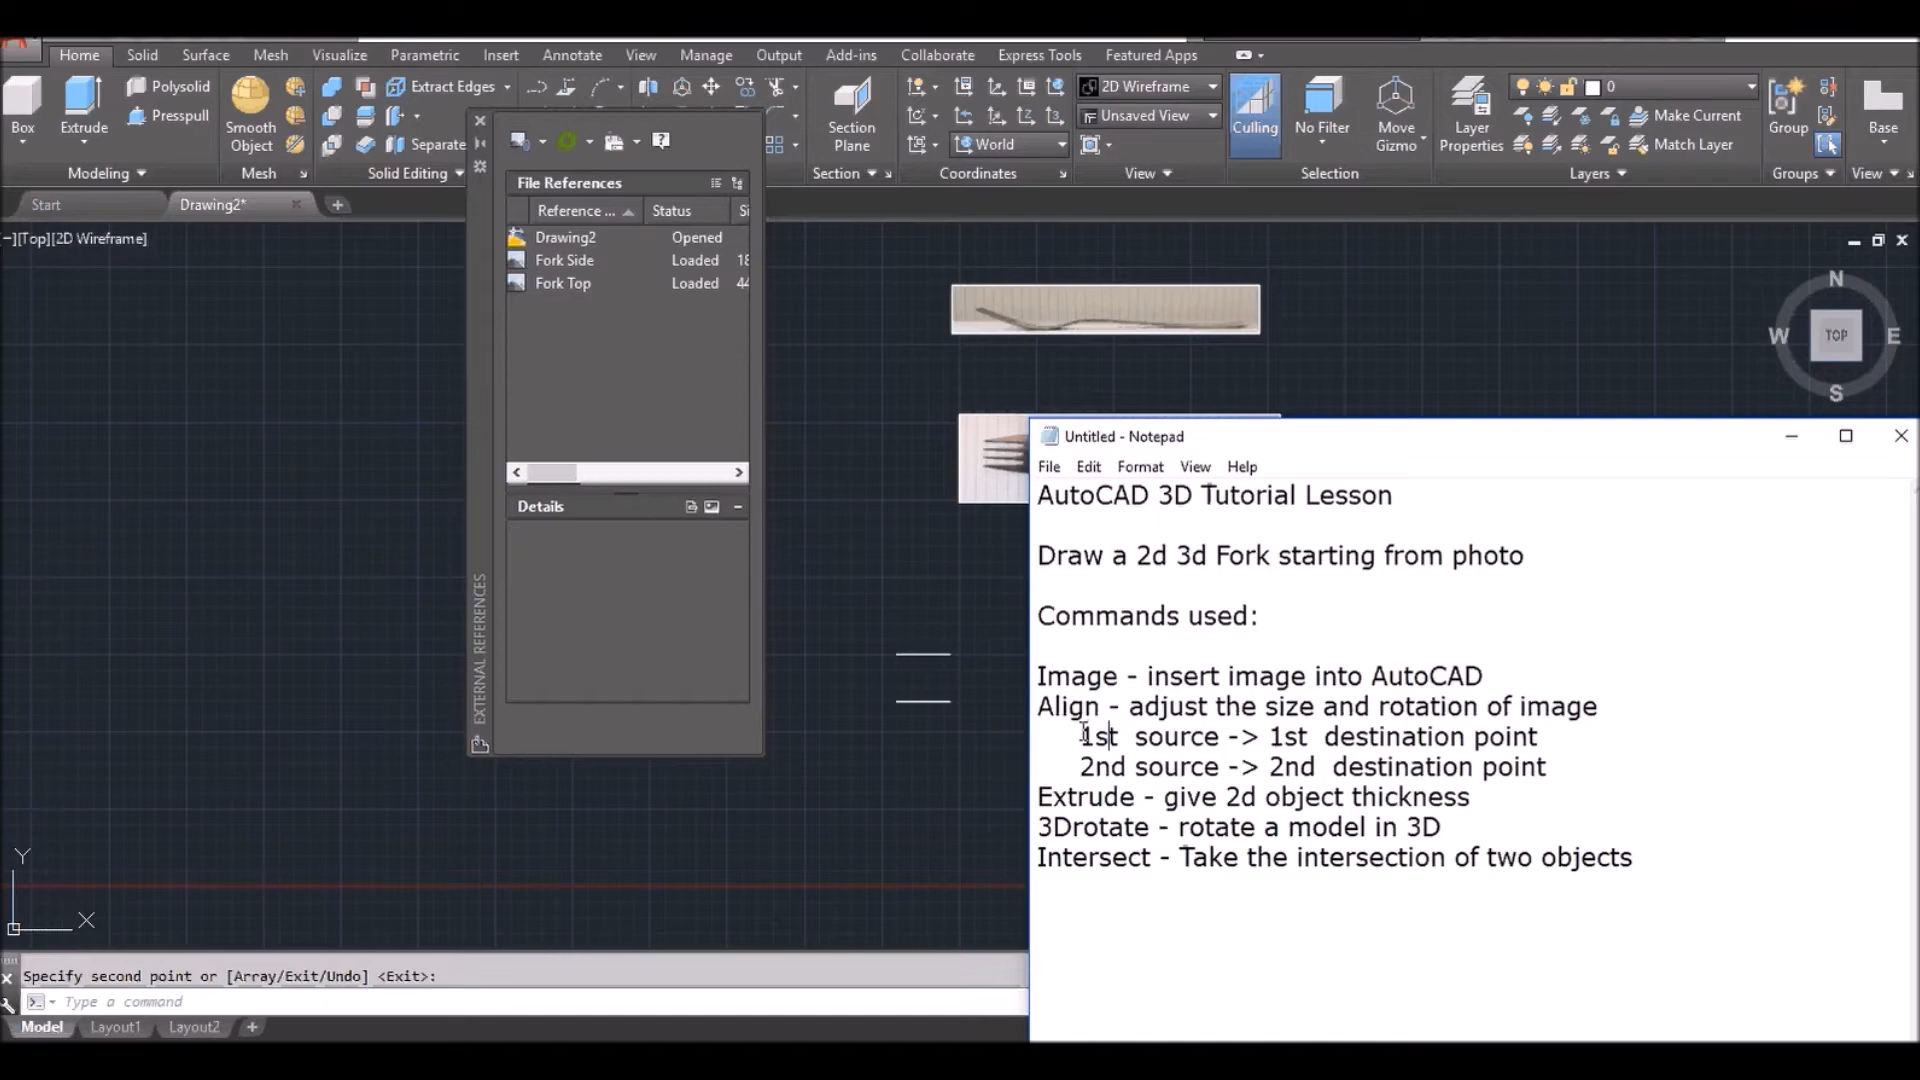 Home Solid Surface Mesh Visualize Parametric Insert Annotate View Manage Output Add-ins Collaborate Express Tools Featured Apps
Box
Extrude
Polysolid
Presspull
Modeling
Smooth
Object
Mesh
Extract Edges
Separate
Solid Editing
Section
Plane
Section
World
Coordinates
2D Wireframe
Unsaved View
View
Culling
No Filter
Move
Gizmo
Selection
Layer
Properties
0
Make Current
Match Layer
Layers
Group
Groups
Base
View
Start
Drawing2*
[Top][2D Wireframe]
File References
Reference ... Status
Drawing2 Opened
Fork Side Loaded 18
Fork Top Loaded 44
Details
EXTERNAL REFERENCES
N
W TOP E
S
Untitled - Notepad
File Edit Format View Help
AutoCAD 3D Tutorial Lesson
Draw a 2d 3d Fork starting from photo
Commands used:
Image - insert image into AutoCAD
Align - adjust the size and rotation of image
1st source -> 1st destination point
2nd source -> 2nd destination point
Extrude - give 2d object thickness
3Drotate - rotate a model in 3D
Intersect - Take the intersection of two objects
Y
X
Specify second point or [Array/Exit/Undo] <Exit>:
Type a command
Model Layout1 Layout2